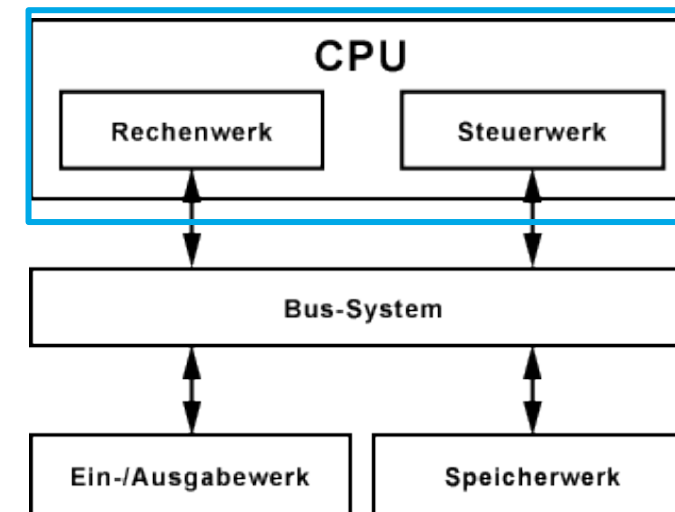 CPU
Rechenwerk
Steuerwerk
Bus-System
Ein-/Ausgabewerk
Speicherwerk